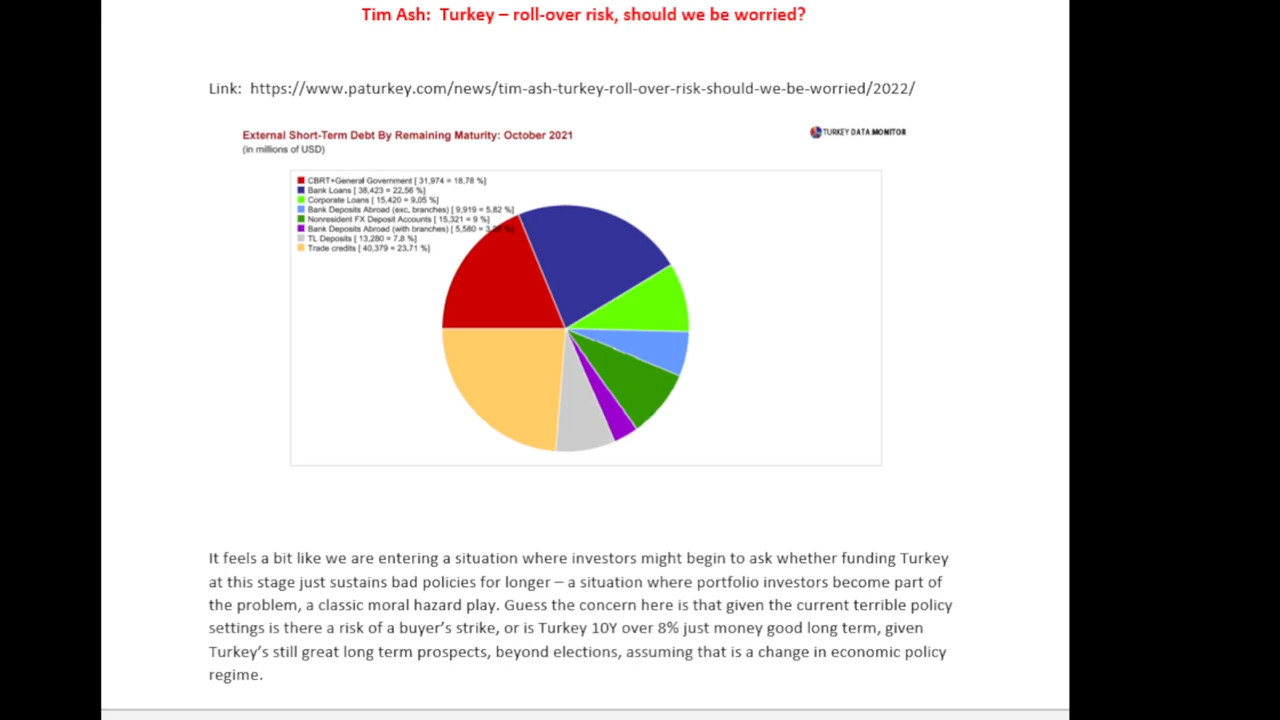 Tim Ash: Turkey – roll-over risk, should we be worried?
Link: https://www.paturkey.com/news/tim-ash-turkey-roll-over-risk-should-we-be-worried/2022/
External Short-Term Debt By Remaining Maturity: October 2021
TURKEY DATA MONITOR
(in millions of USD)
CBRT+General Government [ 31,974 = 18,78 %]
Bank Loans [ 38,423 = 22,56 %]
Corporate Loans [ 15,420 = 9,05 %]
Bank Deposits Abroad (exc, branches) [ 9,919 = 5,82 %]
Nonresident FX Deposit Accounts [ 15,321 = 9 %]
Bank Deposits Abroad (with branches) [ 5,580 =
TL Deposits [ 13,280 = 7,8 %]
Trade credits [ 40,379 = 23,71 %]
It feels a bit like we are entering a situation where investors might begin to ask whether funding Turkey
at this stage just sustains bad policies for longer – a situation where portfolio investors become part of
the problem, a classic moral hazard play. Guess the concern here is that given the current terrible policy
settings is there a risk of a buyer's strike, or is Turkey 10Y over 8% just money good long term, given
Turkey's still great long term prospects, beyond elections, assuming that is a change in economic policy
regime.